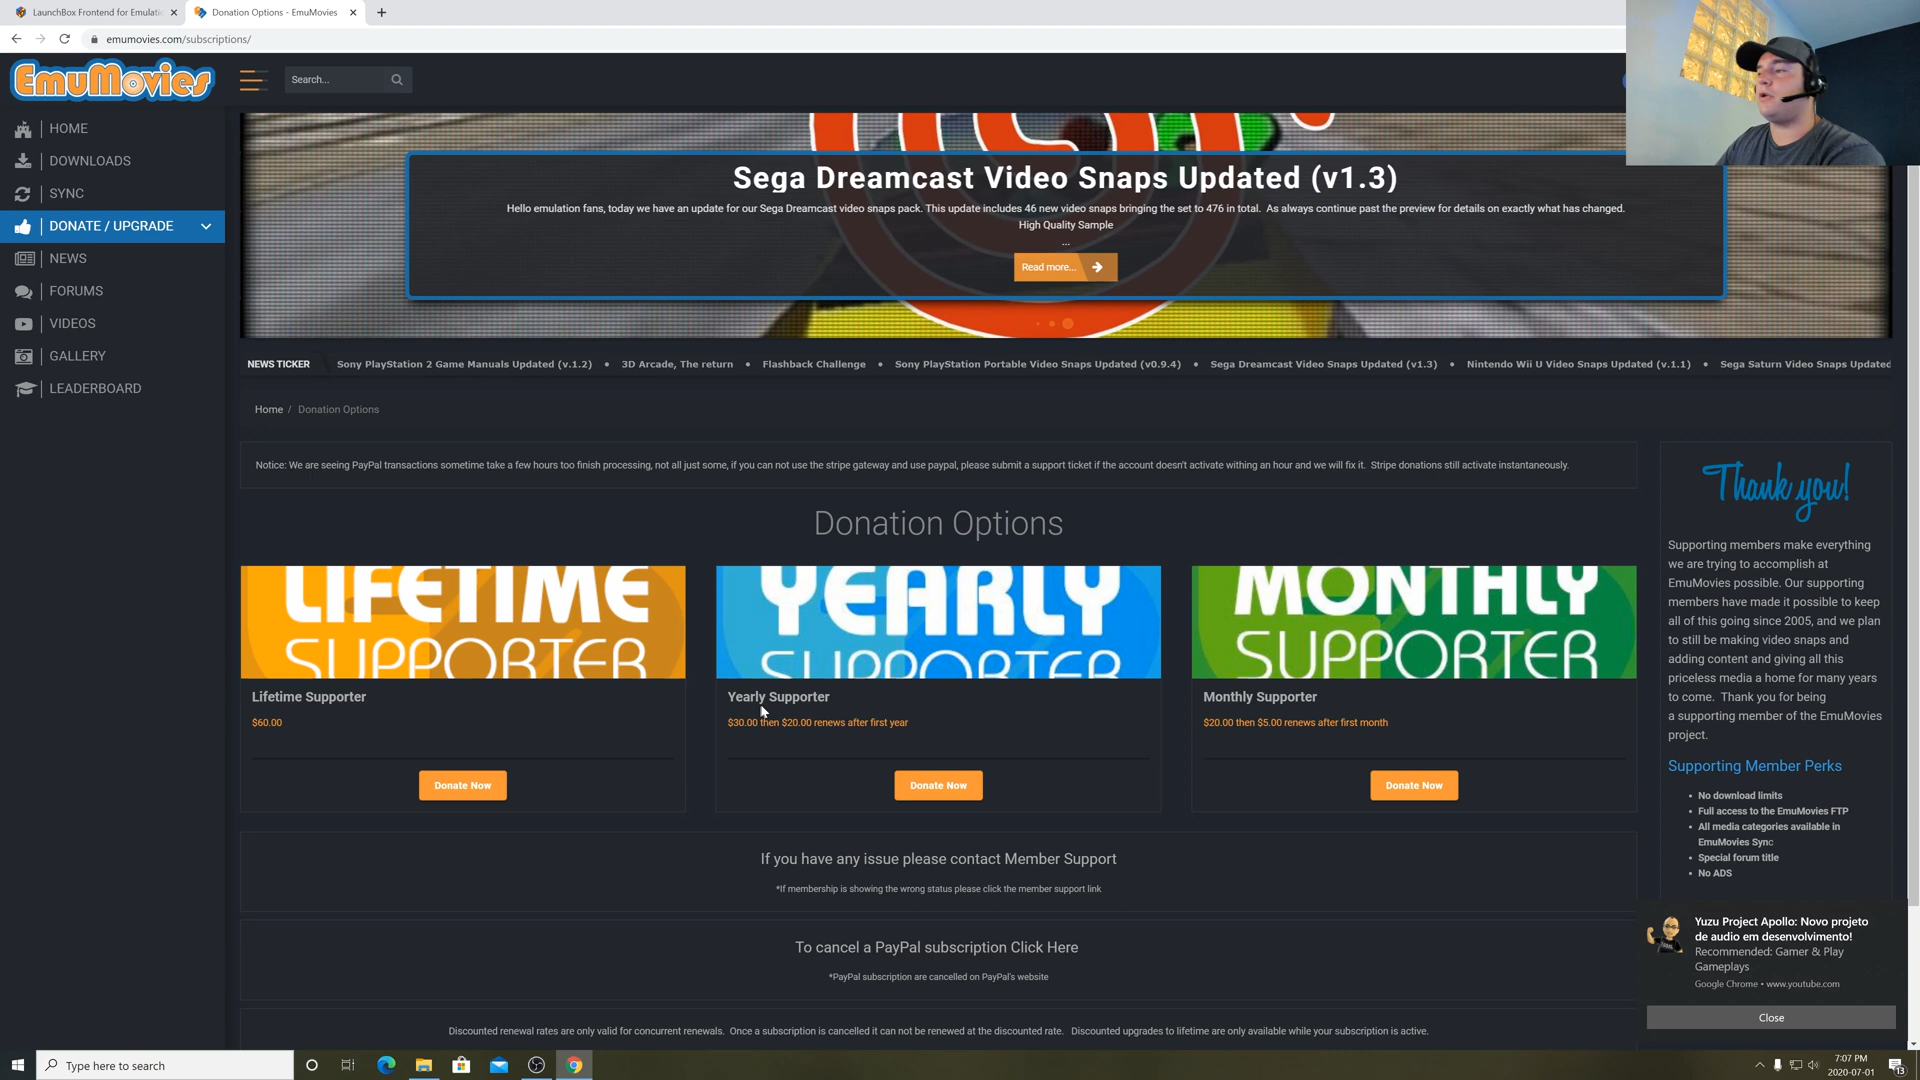 LaunchBox Frontend for Emulati
Donation Options - EmuMovies
emumovies.com/subscriptions/
EmuMovies
Search...
HOME
DOWNLOADS
SYNC
DONATE / UPGRADE
NEWS
FORUMS
VIDEOS
GALLERY
LEADERBOARD
Sega Dreamcast Video Snaps Updated (v1.3)
Hello emulation fans, today we have an update for our Sega Dreamcast video snaps pack. This update includes 46 new video snaps bringing the set to 476 in total. As always continue past the preview for details on exactly what has changed.
High Quality Sample
...
Read more...
NEWS TICKER Sony PlayStation 2 Game Manuals Updated (v.1.2) • 3D Arcade, The return • Flashback Challenge • Sony PlayStation Portable Video Snaps Updated (v0.9.4) • Sega Dreamcast Video Snaps Updated (v1.3) • Nintendo Wii U Video Snaps Updated (v.1.1) • Sega Saturn Video Snaps Updated
Home / Donation Options
Notice: We are seeing PayPal transactions sometime take a few hours too finish processing, not all just some, if you can not use the stripe gateway and use paypal, please submit a support ticket if the account doesn't activate withing an hour and we will fix it. Stripe donations still activate instantaneously.
Donation Options
LIFETIME
SUPPORTER
Lifetime Supporter
$60.00
Donate Now
YEARLY
SUPPORTER
Yearly Supporter
$30.00 then $20.00 renews after first year
Donate Now
MONTHLY
SUPPORTER
Monthly Supporter
$20.00 then $5.00 renews after first month
Donate Now
If you have any issue please contact Member Support
*If membership is showing the wrong status please click the member support link
To cancel a PayPal subscription Click Here
*PayPal subscription are cancelled on PayPal's website
Discounted renewal rates are only valid for concurrent renewals. Once a subscription is cancelled it can not be renewed at the discounted rate. Discounted upgrades to lifetime are only available while your subscription is active.
Thank you!
Supporting members make everything
we are trying to accomplish at
EmuMovies possible. Our supporting
members have made it possible to keep
all of this going since 2005, and we plan
to still be making video snaps and
adding content and giving all this
priceless media a home for many years
to come. Thank you for being
a supporting member of the EmuMovies
project.
Supporting Member Perks
• No download limits
• Full access to the EmuMovies FTP
• All media categories available in
EmuMovies Sync
• Special forum title
• No ADS
Yuzu Project Apollo: Novo projeto
de audio em desenvolvimento!
Recommended: Gamer & Play
Gameplays
Google Chrome • www.youtube.com
Close
Type here to search
7:07 PM
2020-07-01
13